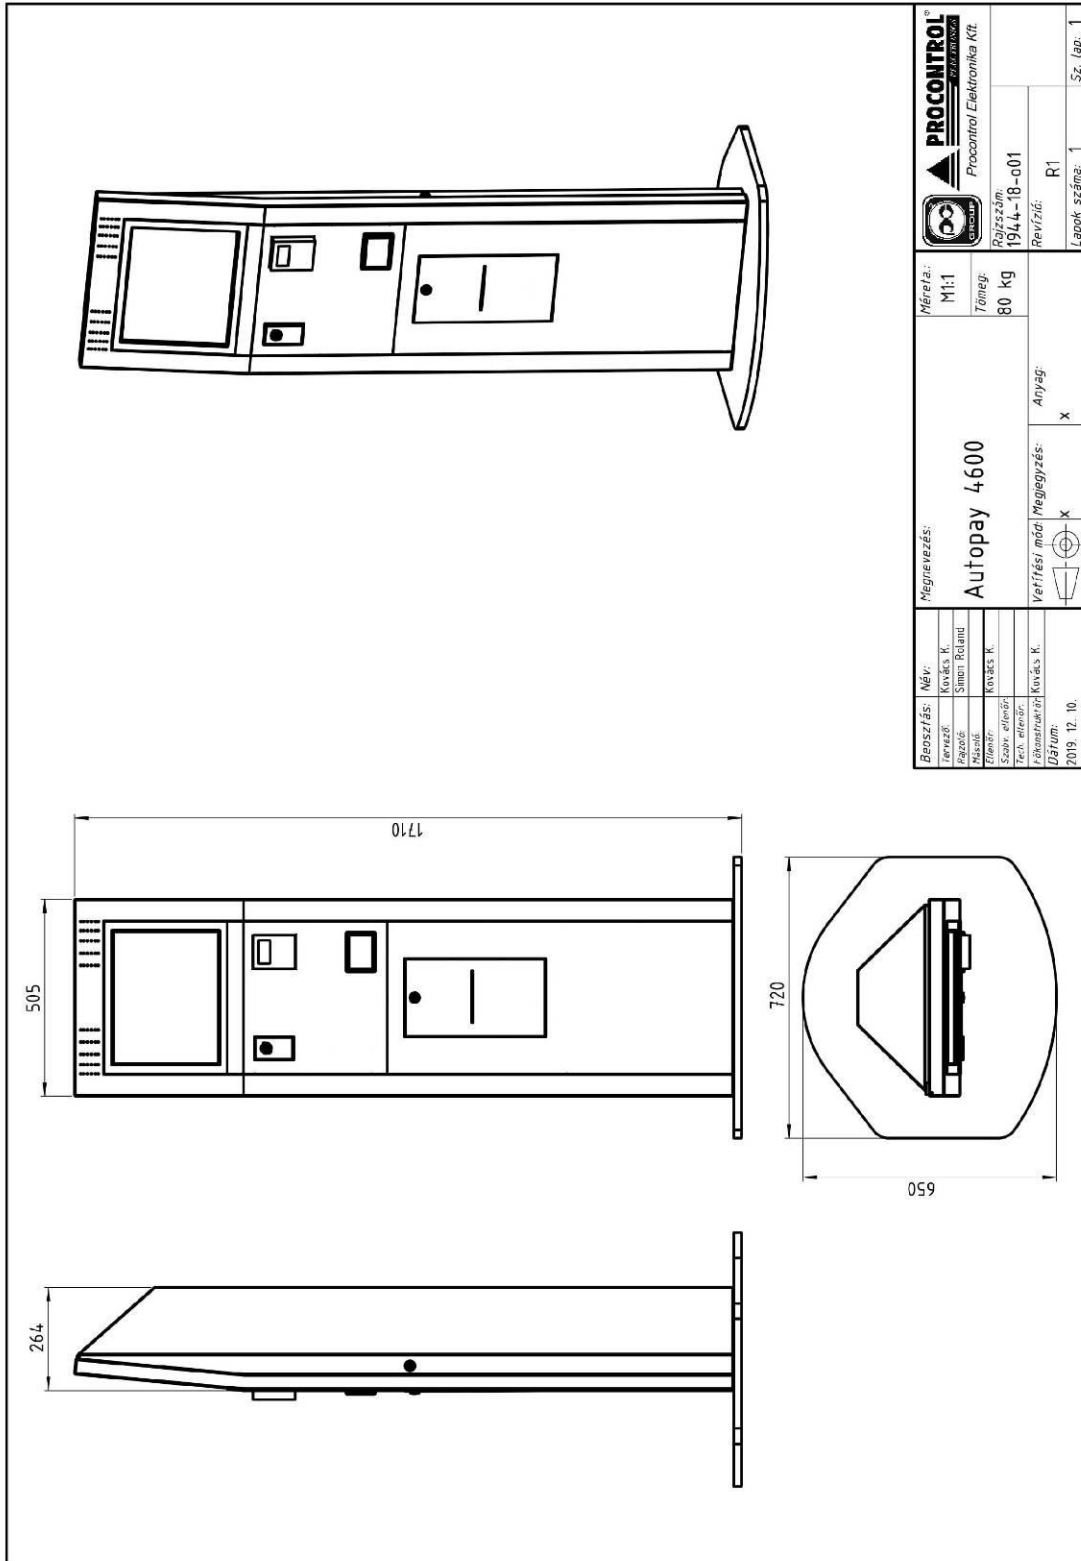 264
505
1710
720
650
Beosztás:
Név:
Tervező:
Kovács K.
Rajzoló:
Simon Roland
Másoló:
Ellenőr:
Kovács K.
Szabv. ellenőr:
Tech. ellenőr:
Főkonstruktőr:
Kovács K.
Dátum:
2019. 12. 10.
Megnevezés:
Autopay 4600
Vetítési mód:
Megjegyzés:
x
Anyag:
x
Méreta.:
M1:1
Tömeg:
80 kg
GROUP
PROCONTROL®
Procontrol Elektronika Kft.
Rajzszám:
1944-18-a01
Revízió:
R1
Lapok száma: 1
Sz. lap: 1